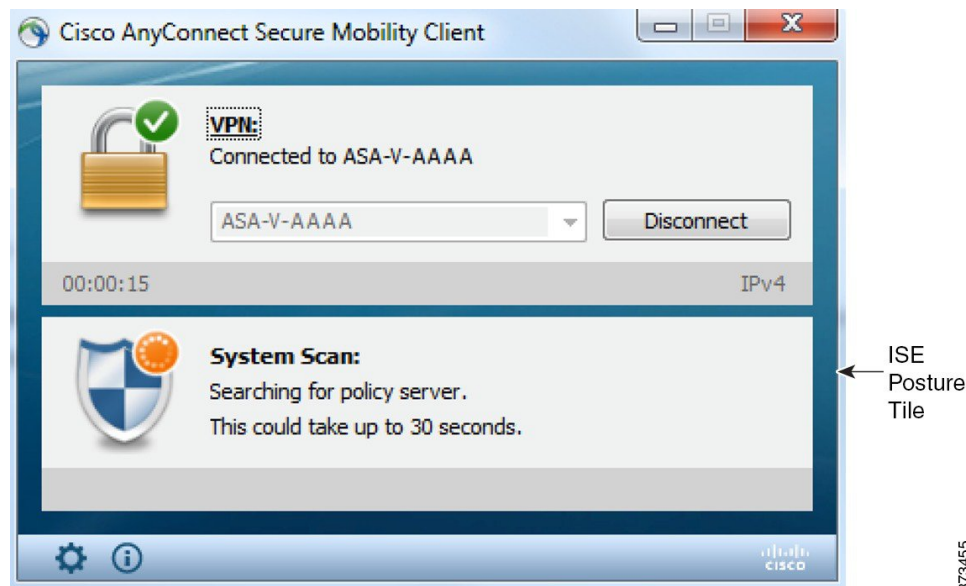 Cisco AnyConnect Secure Mobility Client
VPN:
Connected to ASA-V-AAAA
ASA-V-AAAA
Disconnect
00:00:15
IPv4
System Scan:
Searching for policy server.
This could take up to 30 seconds.
ISE
Posture
Tile
CISCO